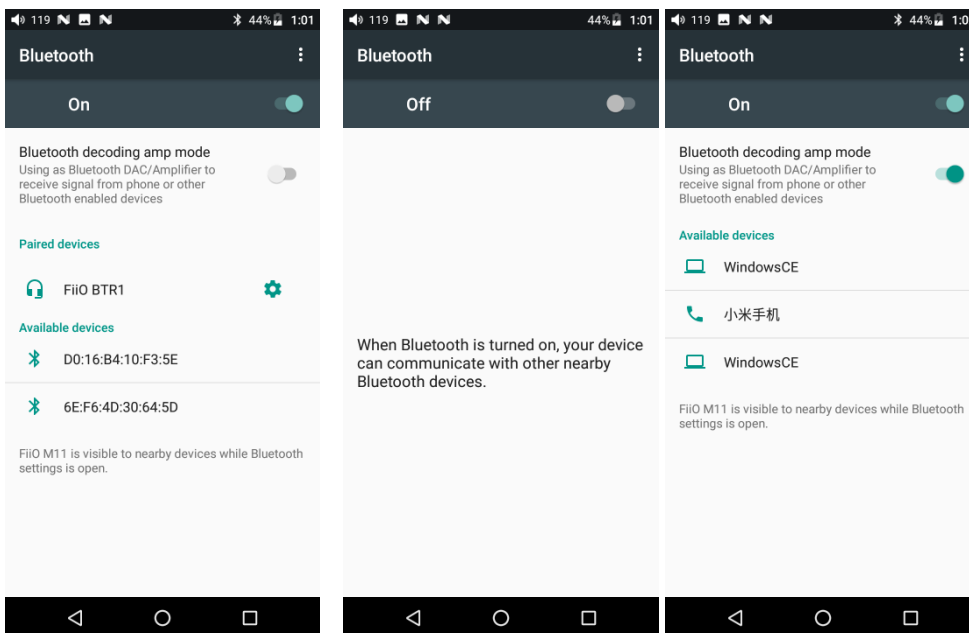 119 44% 1:01
Bluetooth
On
Bluetooth decoding amp mode
Using as Bluetooth DAC/Amplifier to
receive signal from phone or other
Bluetooth enabled devices
Paired devices
FiiO BTR1
Available devices
D0:16:B4:10:F3:5E
6E:F6:4D:30:64:5D
FiiO M11 is visible to nearby devices while Bluetooth
settings is open.
119 44% 1:01
Bluetooth
Off
When Bluetooth is turned on, your device
can communicate with other nearby
Bluetooth devices.
119 44% 1:0
Bluetooth
On
Bluetooth decoding amp mode
Using as Bluetooth DAC/Amplifier to
receive signal from phone or other
Bluetooth enabled devices
Available devices
WindowsCE
小米手机
WindowsCE
FiiO M11 is visible to nearby devices while Bluetooth
settings is open.